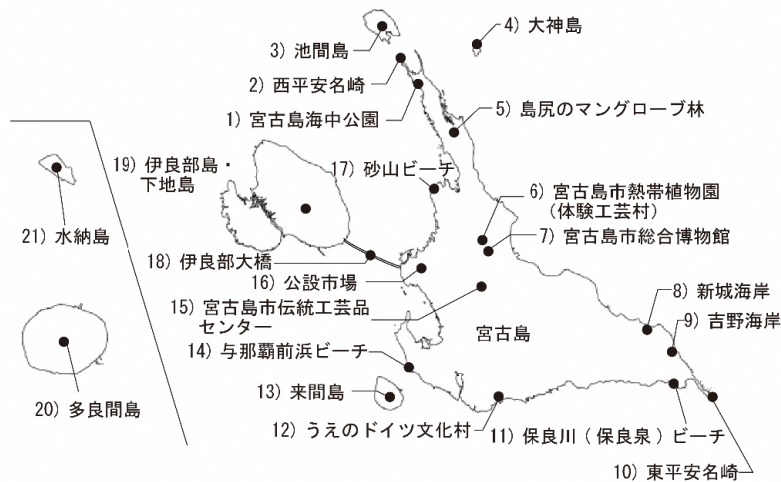 4) 大神島
3) 池間島
2) 西平安名崎
1) 宮古島海中公園
5) 島尻のマングローブ林
19) 伊良部島・
下地島
17) 砂山ビーチ
6) 宮古島市熱帯植物園
(体験工芸村)
7) 宮古島市総合博物館
21) 水納島
18) 伊良部大橋
16) 公設市場
15) 宮古島市伝統工芸品
センター
8) 新城海岸
9) 吉野海岸
宮古島
14) 与那覇前浜ビーチ
13) 来間島
20) 多良間島
12) うえのドイツ文化村
11) 保良川(保良泉)ビーチ
10) 東平安名崎